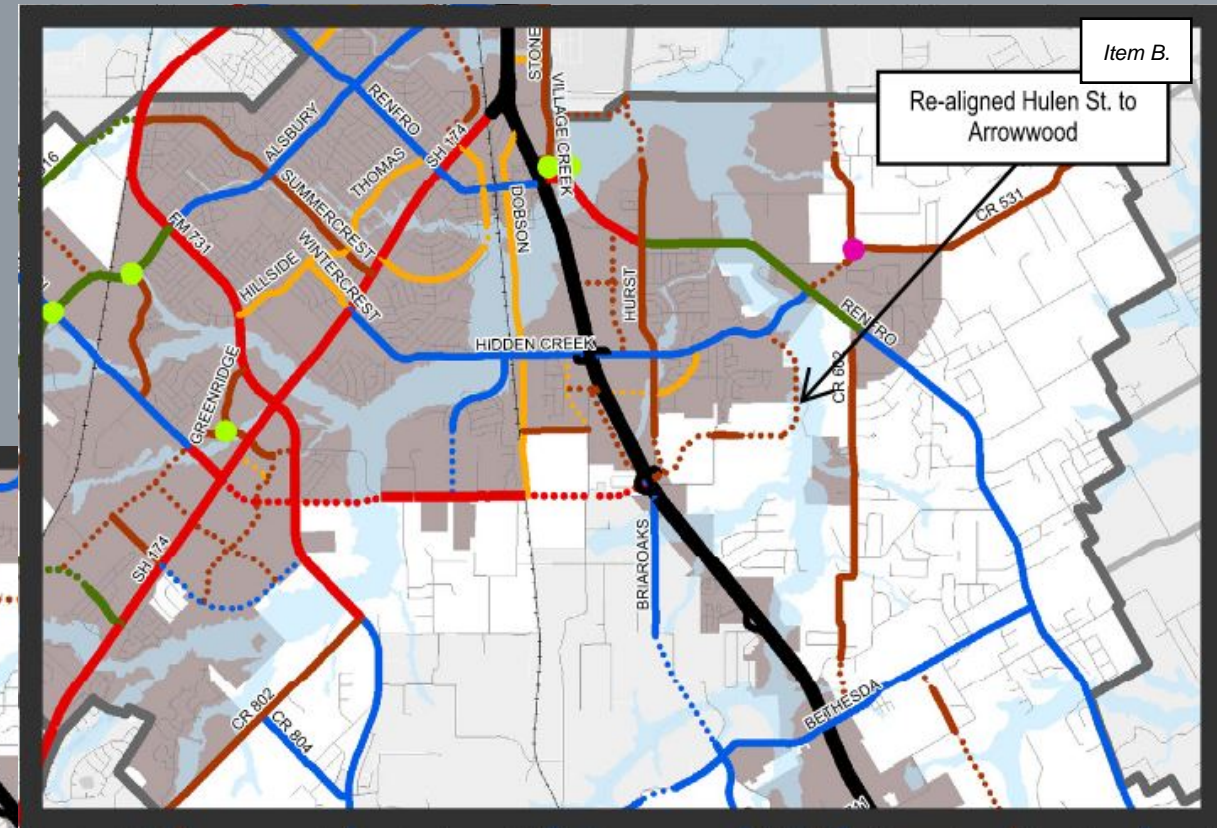 Item B.
Re-aligned Hulen St. to
Arrowwood
STONE
VILLAGE CREEK
RENFRO
ALSBURY
SH 174
THOMAS
SUMMERCREST
DOBSON
16
CR 531
FM 731
WINTERCREST
HILLSIDE
HURST
RENFRO
HIDDEN CREEK
GREENRIDGE
CR 602
SH 174
BRIAROAKS
BETHESDA
CR 802
CR 804